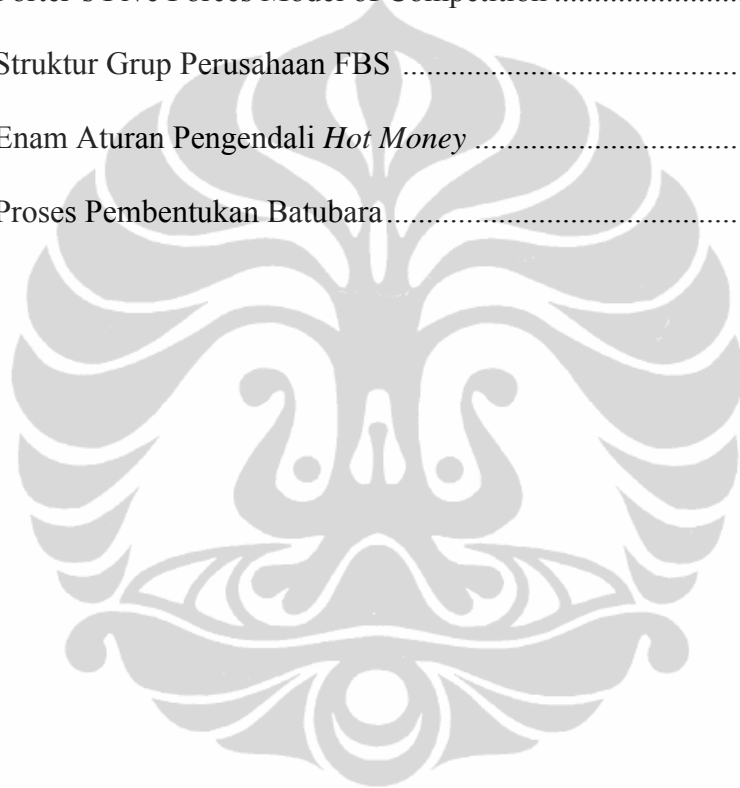 Porter's Five Forces Model of Competition ........................
Struktur Grup Perusahaan FBS .............................................
Enam Aturan Pengendali Hot Money ...................................
Proses Pembentukan Batubara................................................